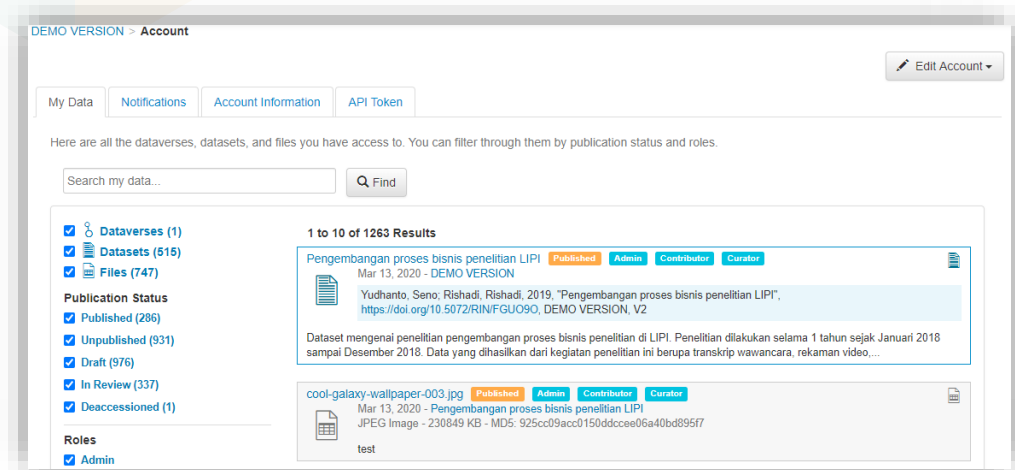 DEMO VERSION > Account
Edit Account
My Data Notifications Account Information API Token
Here are all the dataverses, datasets, and files you have access to. You can filter through them by publication status and roles.
Search my data...
Find
Dataverses (1)
Datasets (515)
Files (747)
Publication Status
Published (286)
Unpublished (931)
Draft (976)
In Review (337)
Deaccessioned (1)
Roles
Admin
1 to 10 of 1263 Results
Pengembangan proses bisnis penelitian LIPI Published Admin Contributor Curator
Mar 13, 2020 - DEMO VERSION
Yudhanto, Seno; Rishadi, Rishadi, 2019, "Pengembangan proses bisnis penelitian LIPI",
https://doi.org/10.5072/RIN/FGUO9O, DEMO VERSION, V2
Dataset mengenai penelitian pengembangan proses bisnis penelitian di LIPI. Penelitian dilakukan selama 1 tahun sejak Januari 2018
sampai Desember 2018. Data yang dihasilkan dari kegiatan penelitian ini berupa transkrip wawancara, rekaman video,...
cool-galaxy-wallpaper-003.jpg Published Admin Contributor Curator
Mar 13, 2020 - Pengembangan proses bisnis penelitian LIPI
JPEG Image - 230849 KB - MD5: 925cc09acc0150ddccee06a40bd895f7
test